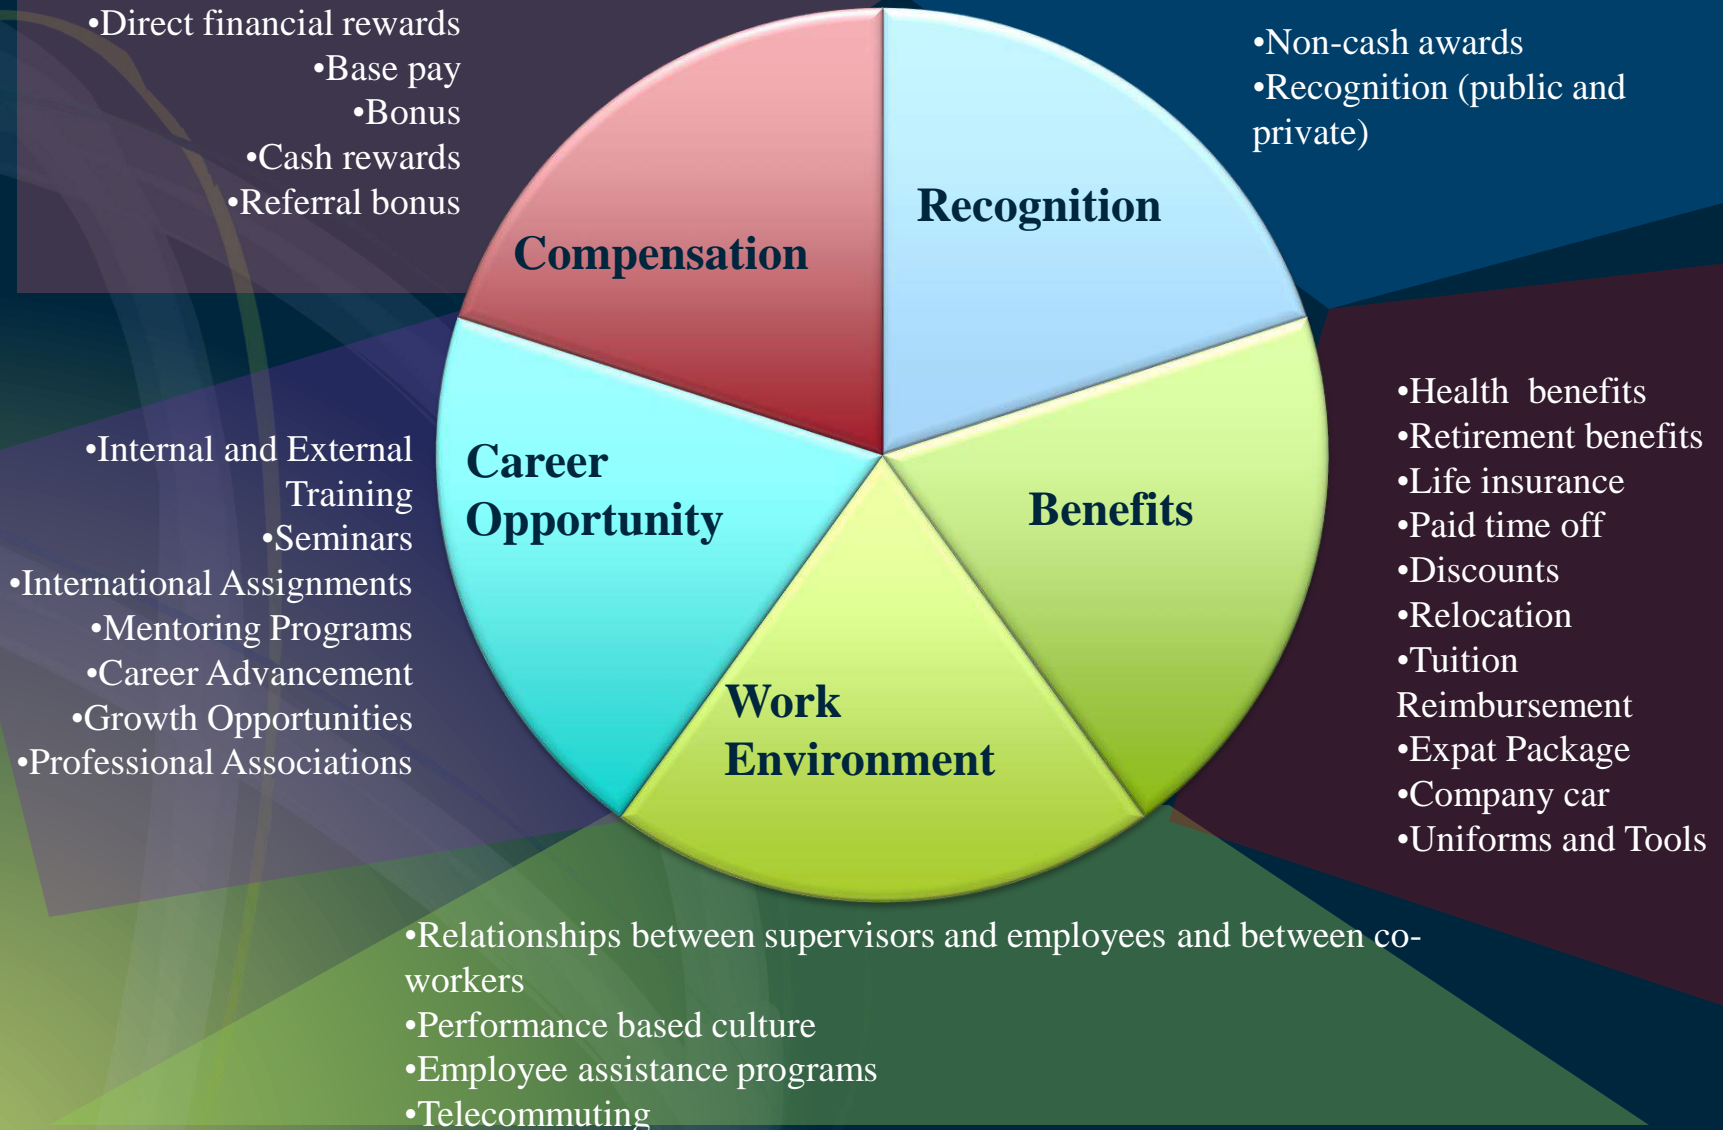 •Direct financial rewards
•Base pay
•Bonus
•Cash rewards
•Referral bonus
Compensation
Recognition
•Non-cash awards
•Recognition (public and
private)
•Internal and External
Training
•Seminars
•International Assignments
•Mentoring Programs
•Career Advancement
•Growth Opportunities
•Professional Associations
Career
Opportunity
Benefits
•Health  benefits
•Retirement benefits
•Life insurance
•Paid time off
•Discounts
•Relocation
•Tuition
Reimbursement
•Expat Package
•Company car
•Uniforms and Tools
Work
Environment
•Relationships between supervisors and employees and between co-
workers
•Performance based culture
•Employee assistance programs
•Telecommuting